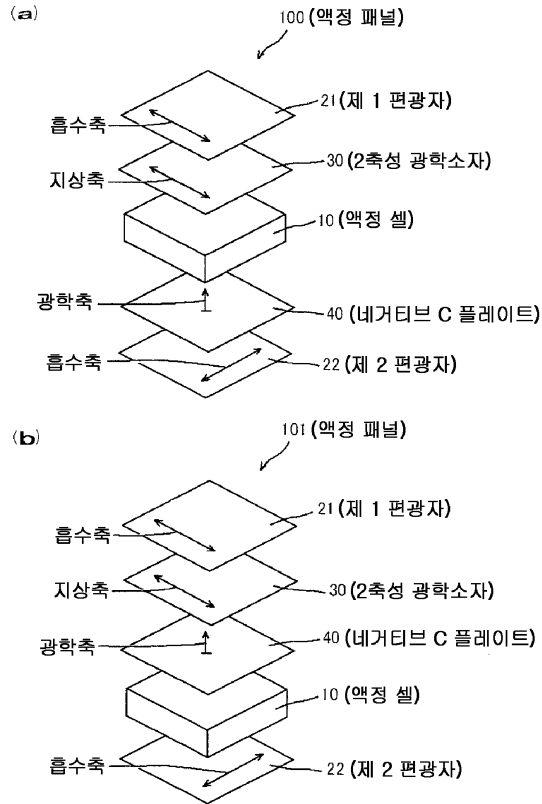 (a)
100 (액정 패널)
21 (제 1 편광자)
흡수축
30 (2축성 광학소자)
지상축
10 (액정 셀)
광학축
40 (네거티브 C 플레이트)
흡수축
22 (제 2 편광자)
(b)
101 (액정 패널)
21 (제 1 편광자)
흡수축
지상축
30 (2축성 광학소자)
광학축
40 (네거티브 C 플레이트)
10 (액정 셀)
흡수축
22 (제 2 편광자)